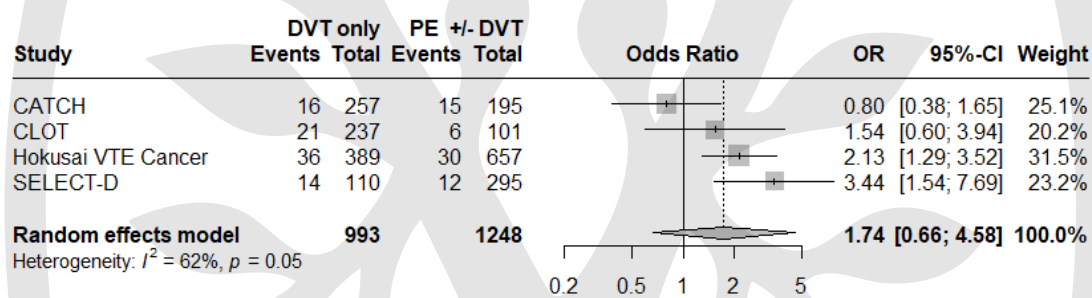 DVT only PE +/- DVT
Study Events Total Events Total Odds Ratio OR 95%-CI Weight
CATCH 16 257 15 195 0.80 [0.38; 1.65] 25.1%
CLOT 21 237 6 101 1.54 [0.60; 3.94] 20.2%
Hokusai VTE Cancer 36 389 30 657 2.13 [1.29; 3.52] 31.5%
SELECT-D 14 110 12 295 3.44 [1.54; 7.69] 23.2%
Random effects model 993 1248 1.74 [0.66; 4.58] 100.0%
Heterogeneity: I² = 62%, p = 0.05
0.2 0.5 1 2 5